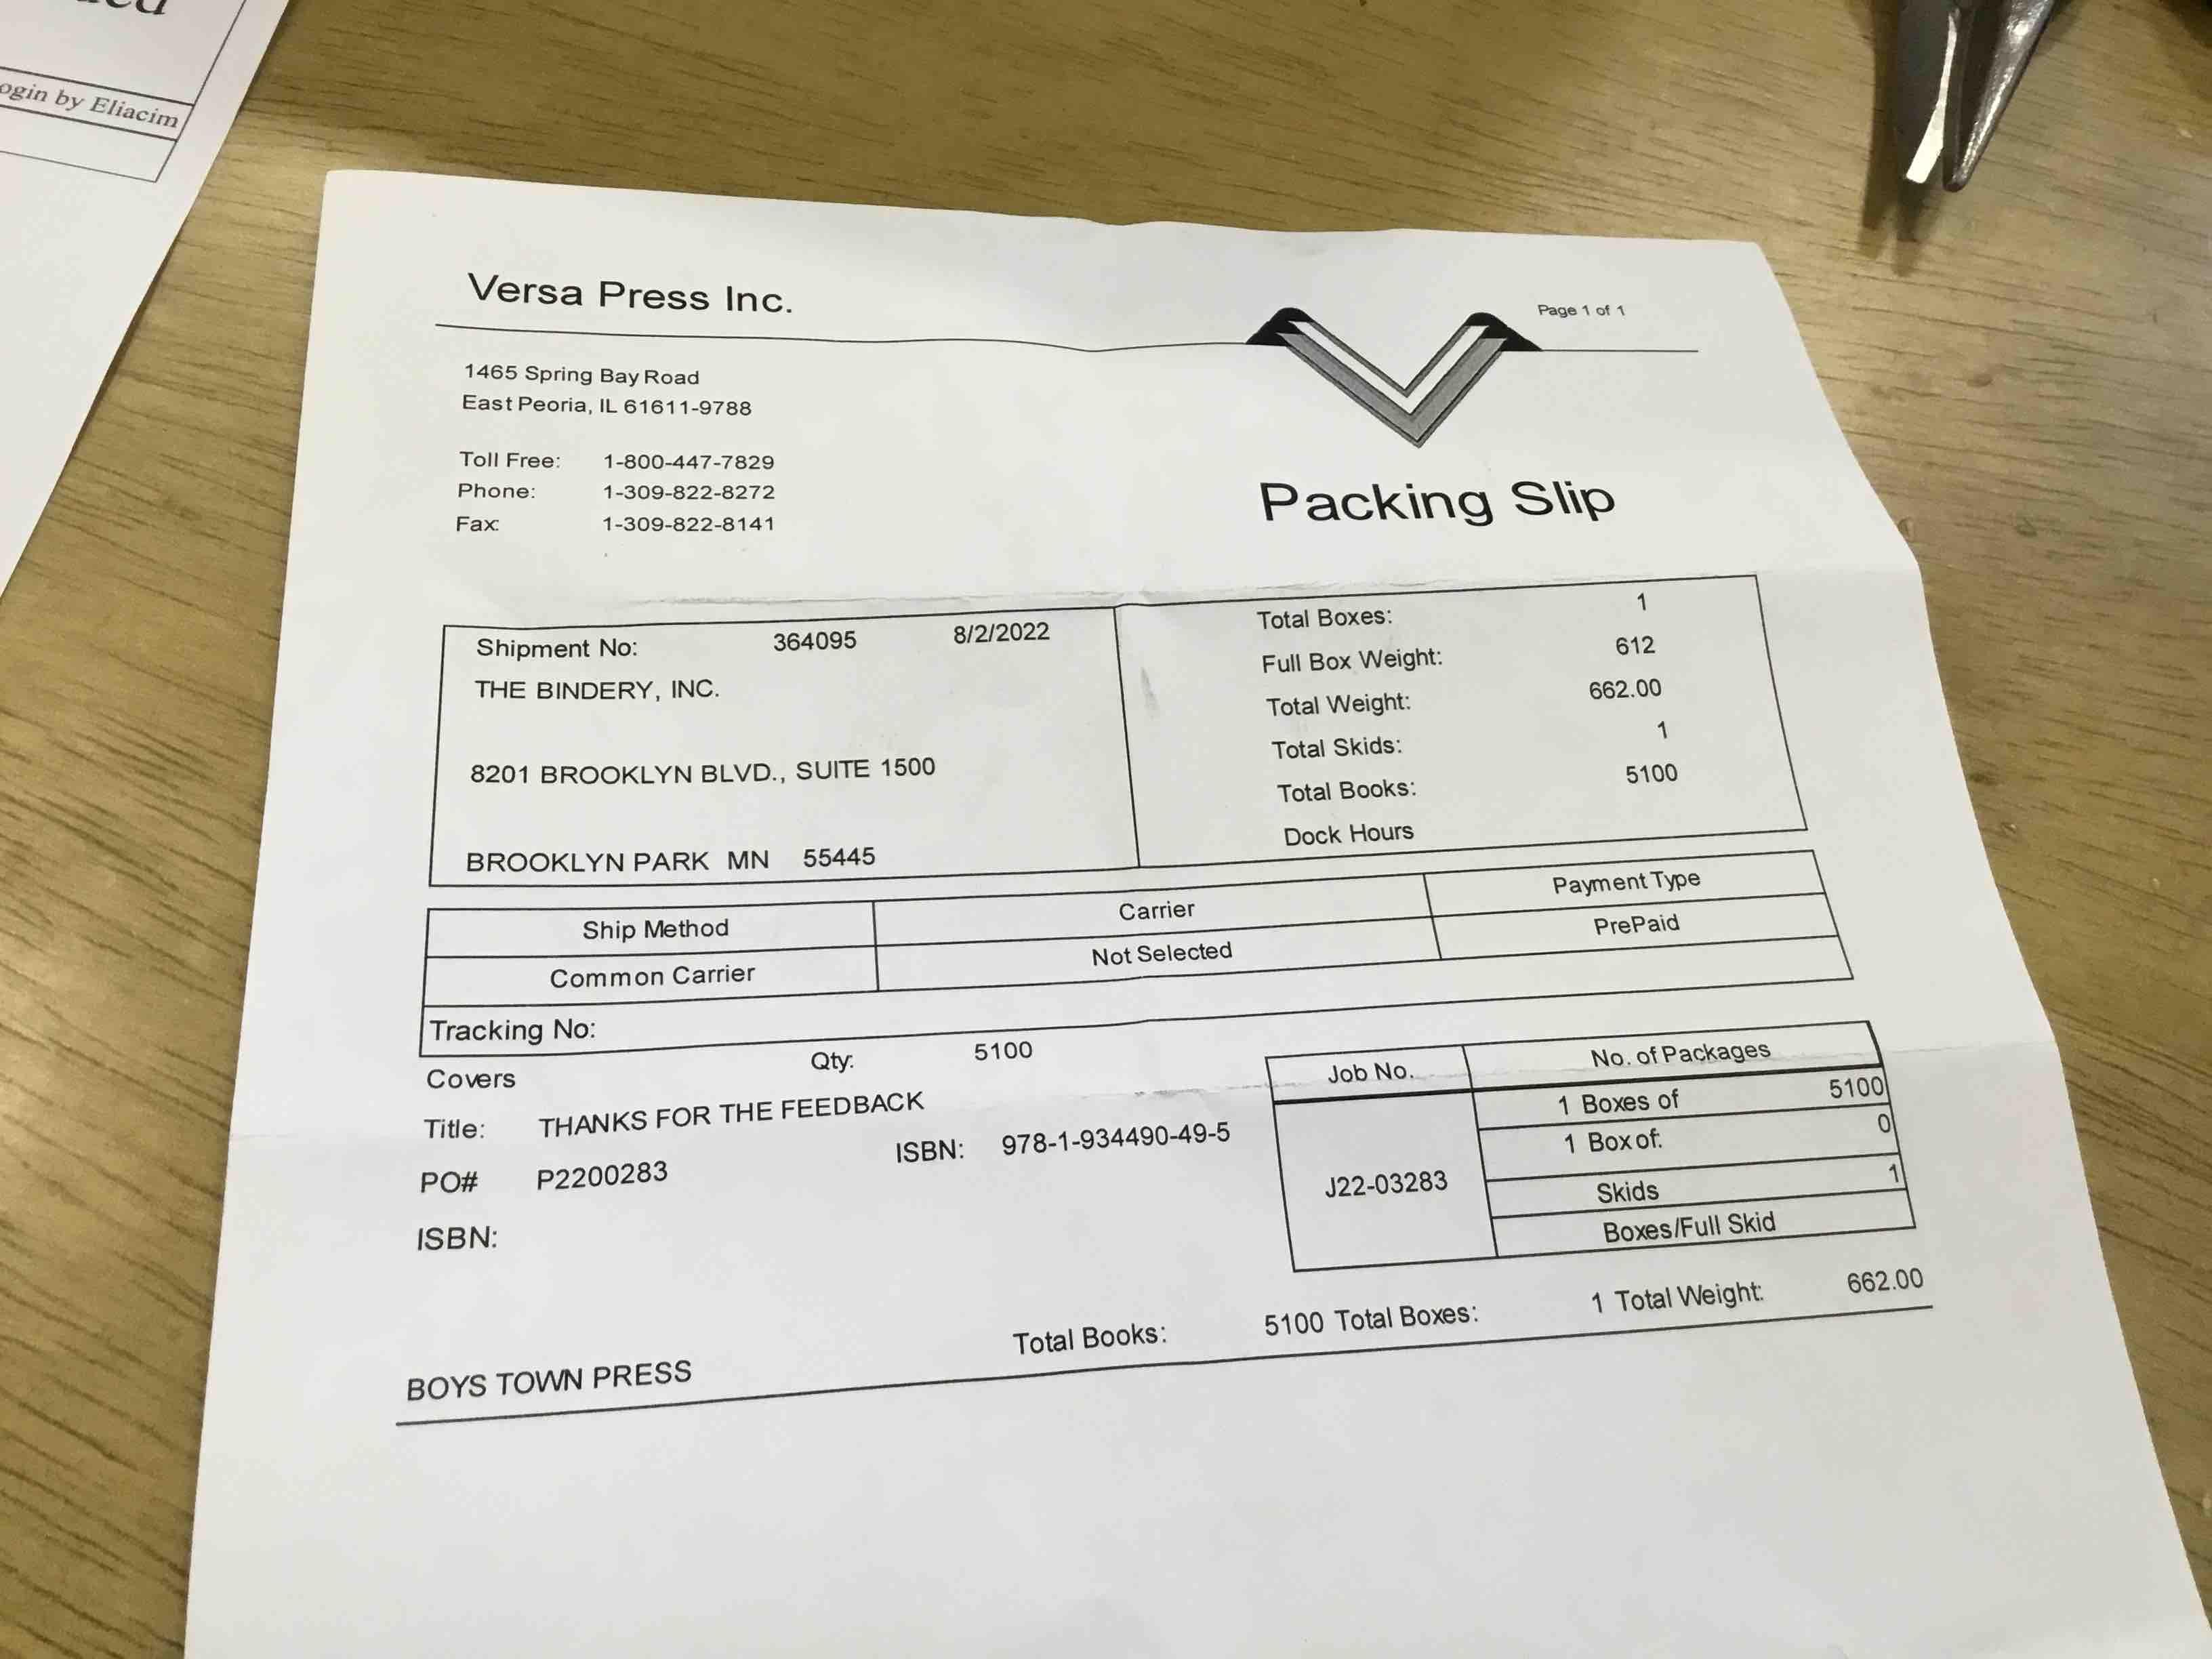 ogin by Eliacim
Versa Press Inc.
Page 1 of 1
1465 Spring Bay Road
East Peoria, IL 61611-9788
Toll Free: 1-800-447-7829
Phone: 1-309-822-8272
Fax: 1-309-822-8141
Packing Slip
Shipment No: 364095 8/2/2022
THE BINDERY, INC.
8201 BROOKLYN BLVD., SUITE 1500
BROOKLYN PARK MN 55445
Total Boxes: 1
Full Box Weight: 612
Total Weight: 662.00
Total Skids: 1
Total Books: 5100
Dock Hours
Ship Method Carrier Payment Type
Common Carrier Not Selected PrePaid
Tracking No:
Covers Qty: 5100
Title: THANKS FOR THE FEEDBACK
PO# P2200283 ISBN: 978-1-934490-49-5
ISBN:
Job No. No. of Packages
J22-03283
1 Boxes of 5100
1 Box of: 0
Skids 1
Boxes/Full Skid
Total Books: 5100 Total Boxes: 1 Total Weight: 662.00
BOYS TOWN PRESS